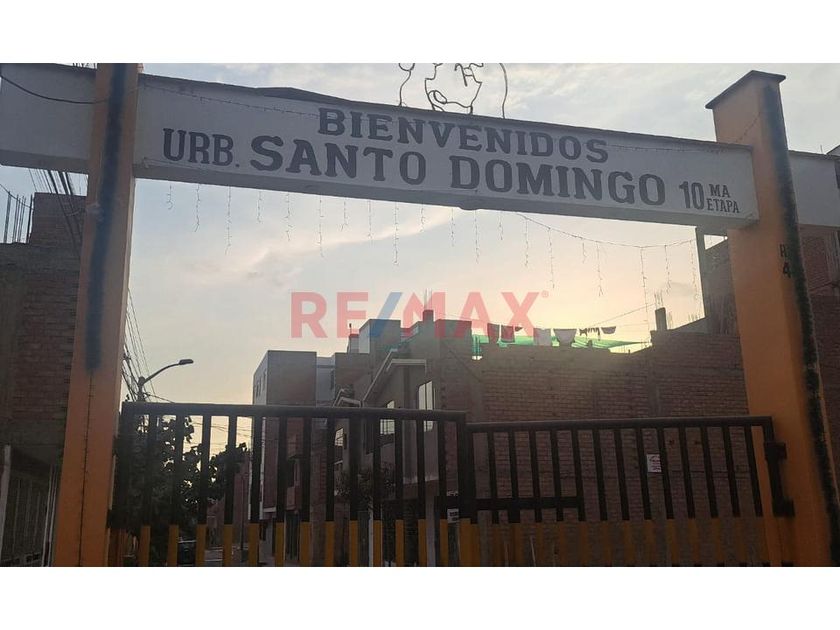 BIENVENIDOS
URB. SANTO DOMINGO 10 MA ETAPA
RE/MAX